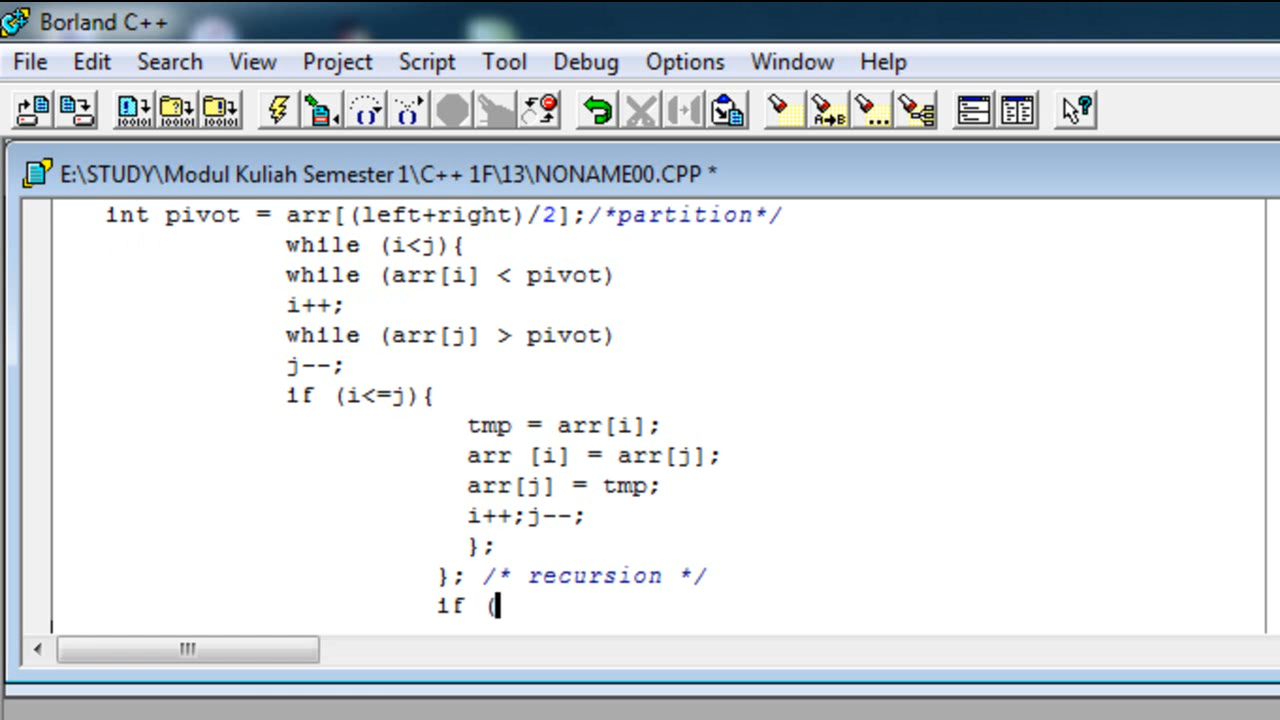 Borland C++
File Edit Search View Project Script Tool Debug Options Window Help
E:\STUDY\Modul Kuliah Semester 1\C++ 1F\13\NONAME00.CPP *
int pivot = arr[(left+right)/2];/*partition*/
while (i<j){
while (arr[i] < pivot)
i++;
while (arr[j] > pivot)
j--;
if (i<=j){
tmp = arr[i];
arr [i] = arr[j];
arr[j] = tmp;
i++;j--;
};
}; /* recursion */
if (